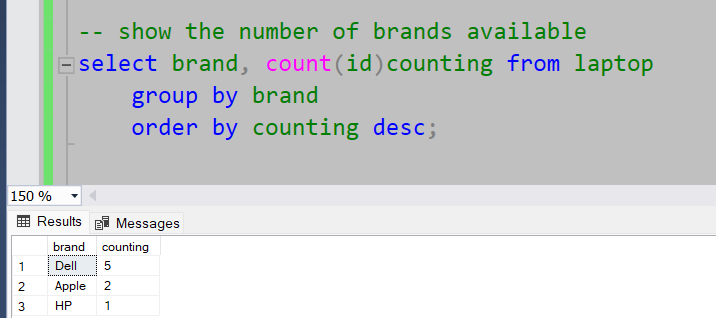 -- show the number of brands available
select brand, count(id)counting from laptop
group by brand
order by counting desc;
150 %
Results Messages
brand counting
1 Dell 5
2 Apple 2
3 HP 1